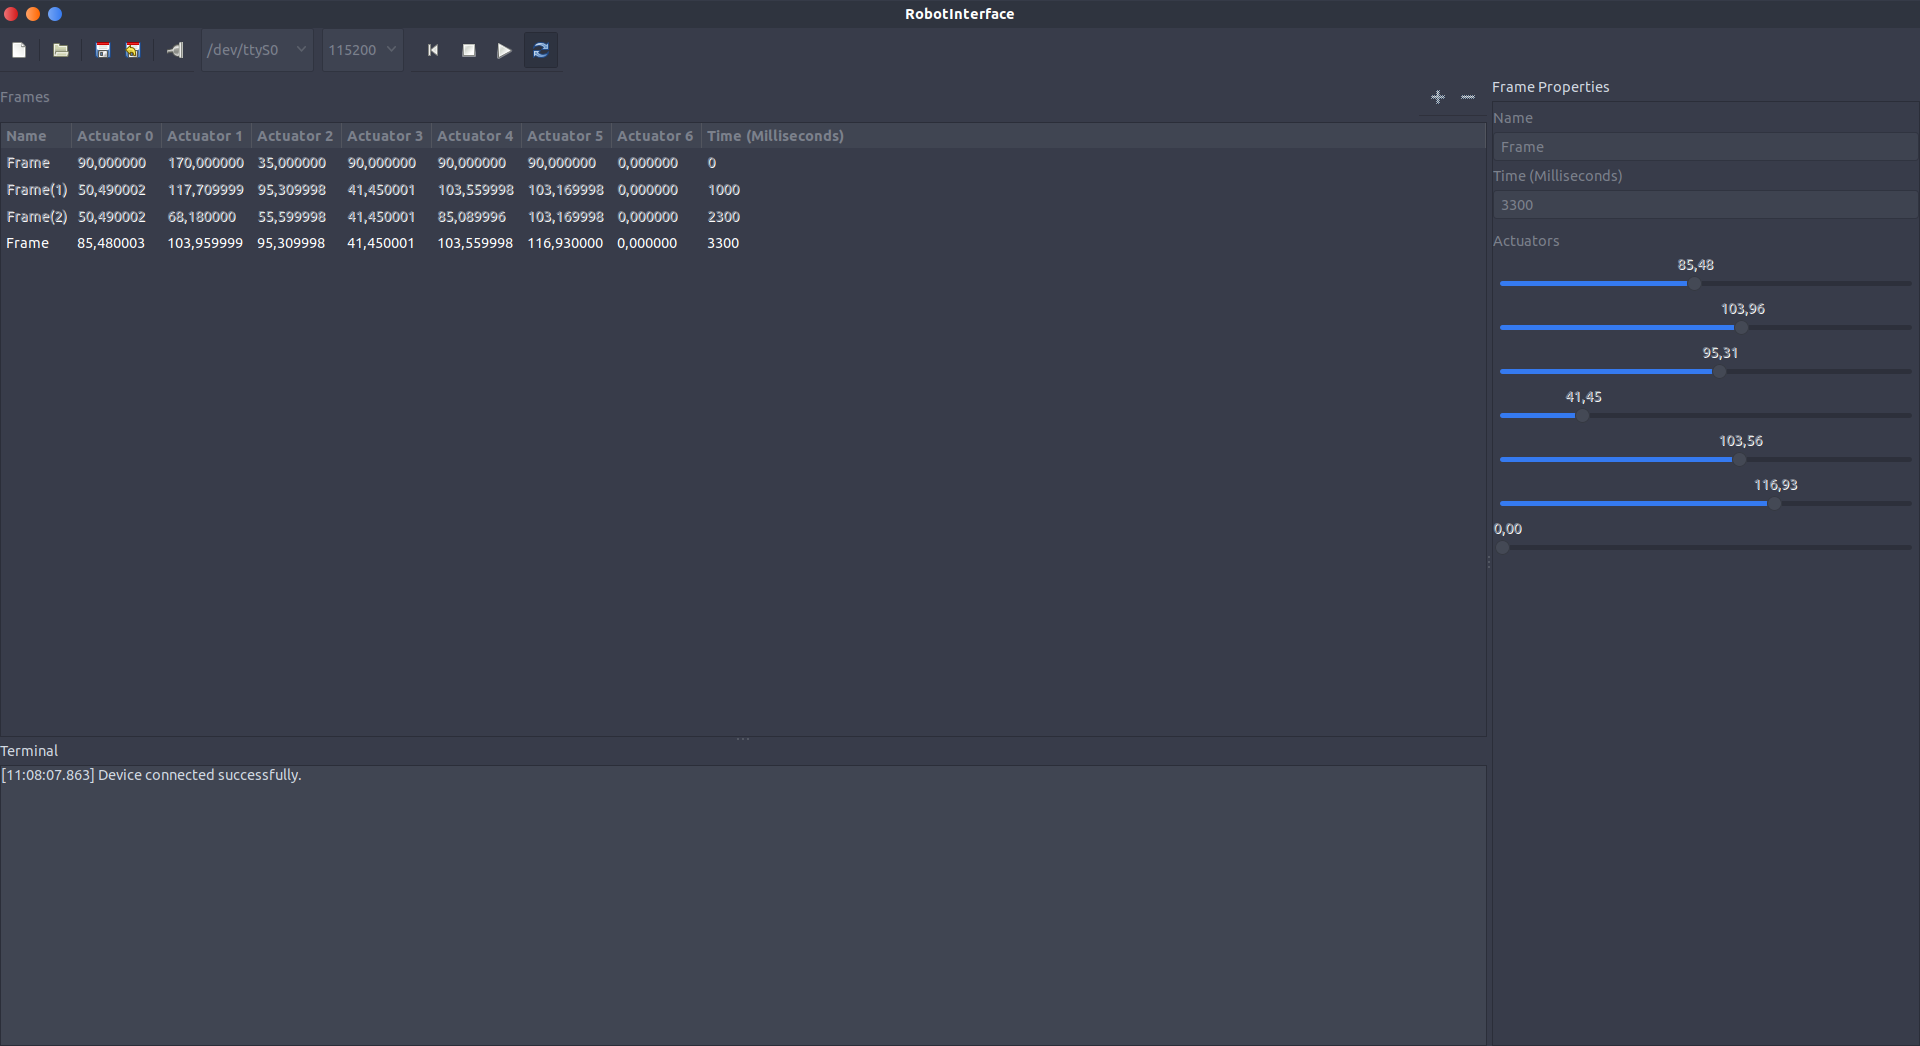 RobotInterface
/dev/ttyS0 115200
Frames
Name Actuator 0 Actuator 1 Actuator 2 Actuator 3 Actuator 4 Actuator 5 Actuator 6 Time (Milliseconds)
Frame 90,000000 170,000000 35,000000 90,000000 90,000000 90,000000 0,000000 0
Frame(1) 50,490002 117,709999 95,309998 41,450001 103,559998 103,169998 0,000000 1000
Frame(2) 50,490002 68,180000 55,599998 41,450001 85,089996 103,169998 0,000000 2300
Frame 85,480003 103,959999 95,309998 41,450001 103,559998 116,930000 0,000000 3300
Terminal
[11:08:07.863] Device connected successfully.
Frame Properties
Name
Frame
Time (Milliseconds)
3300
Actuators
85,48
103,96
95,31
41,45
103,56
116,93
0,00